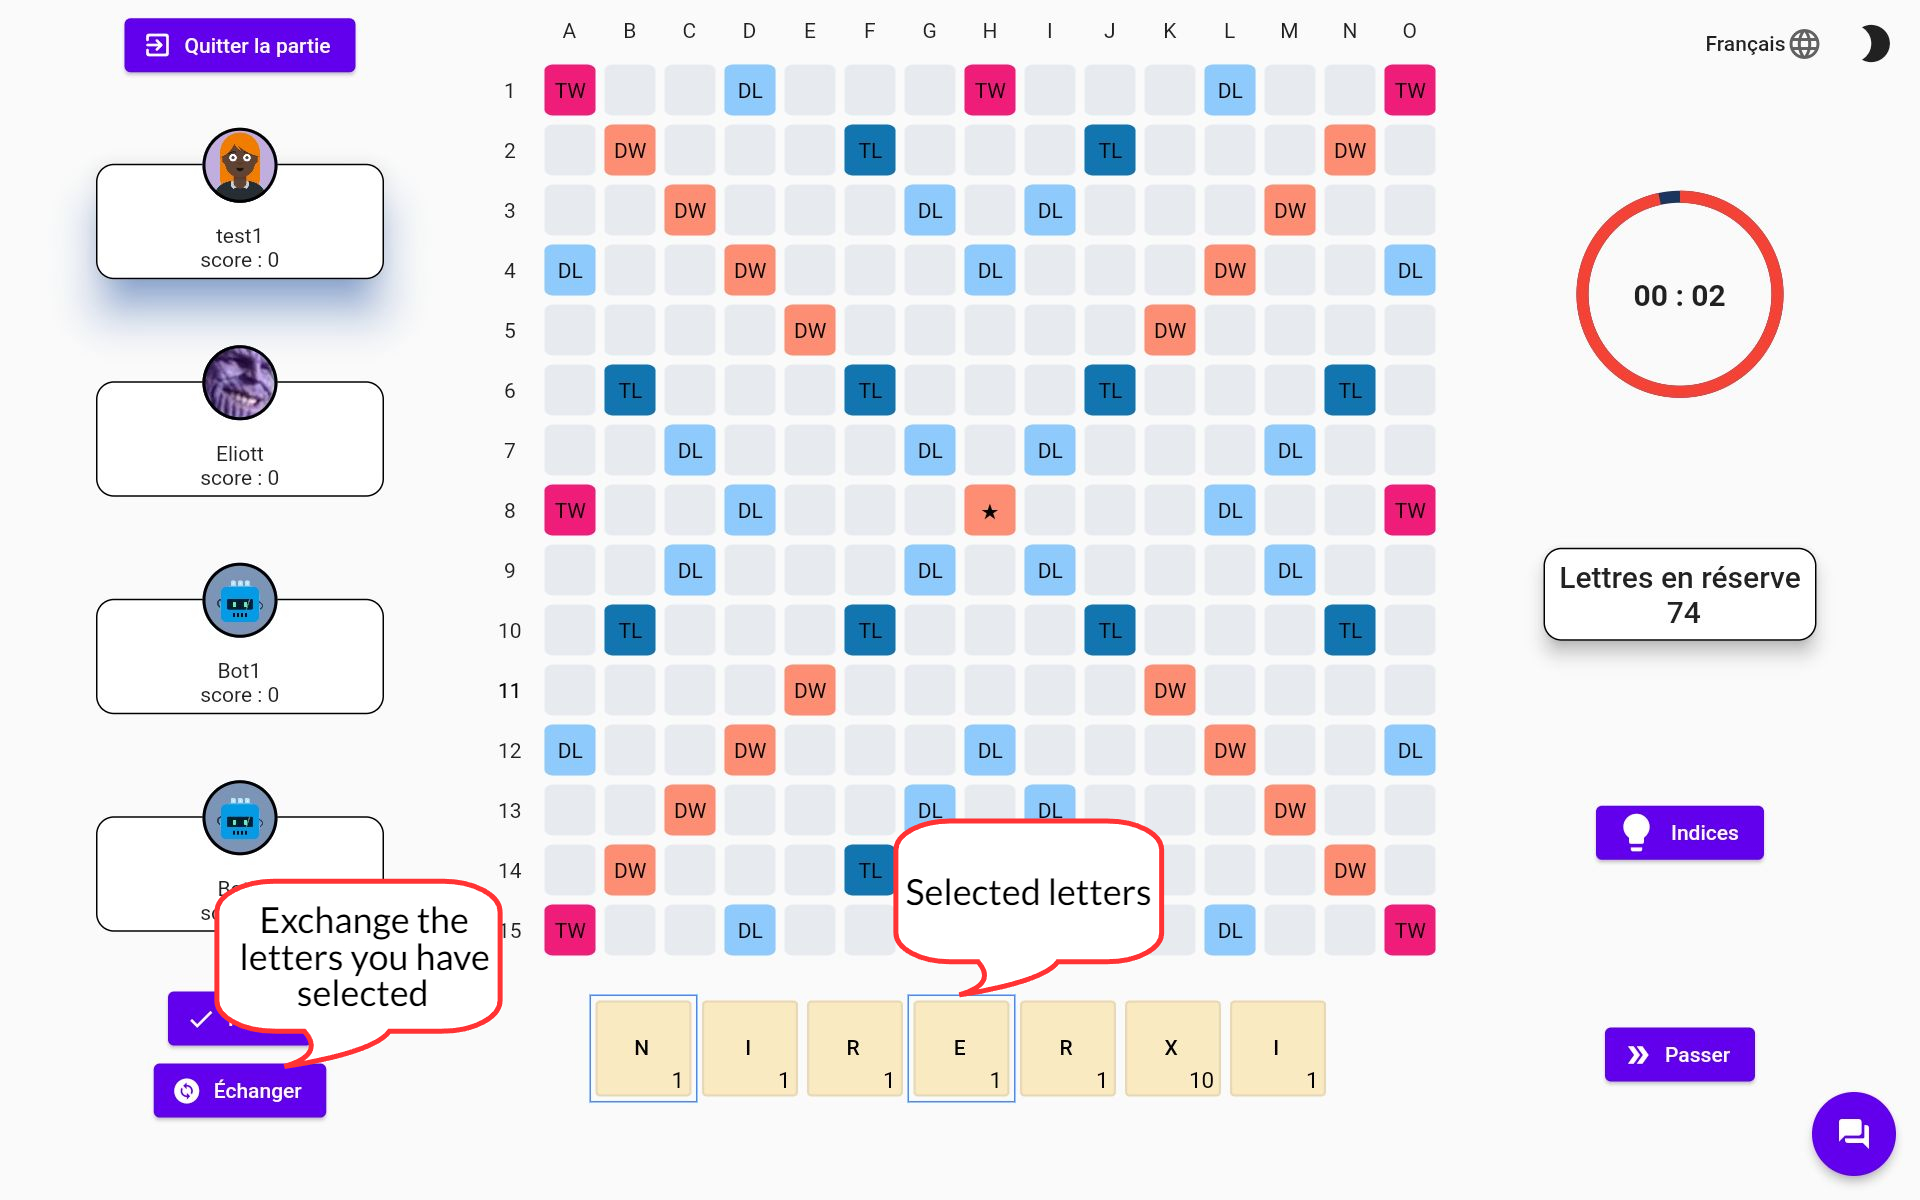 Quitter la partie
A B C D E F G H I J K L M N O
Français
1 TW DL TW DL TW
2 DW TL TL DW
3 DW DL DL DW
4 DL DW DL DW DL
5 DW DW
6 TL TL TL TL
7 DL DL DL DL
8 TW DL ★ DL TW
9 DL DL DL DL
10 TL TL TL TL
11 DW DW
12 DL DW DL DW DL
13 DW DL DL DW
14 DW TL DW
15 TW DL DL TW
test1
score : 0
Eliott
score : 0
Bot1
score : 0
00 : 02
Lettres en réserve
74
Indices
Selected letters
Exchange the
letters you have
selected
Échanger
N 1
I 1
R 1
E 1
R 1
X 10
I 1
Passer